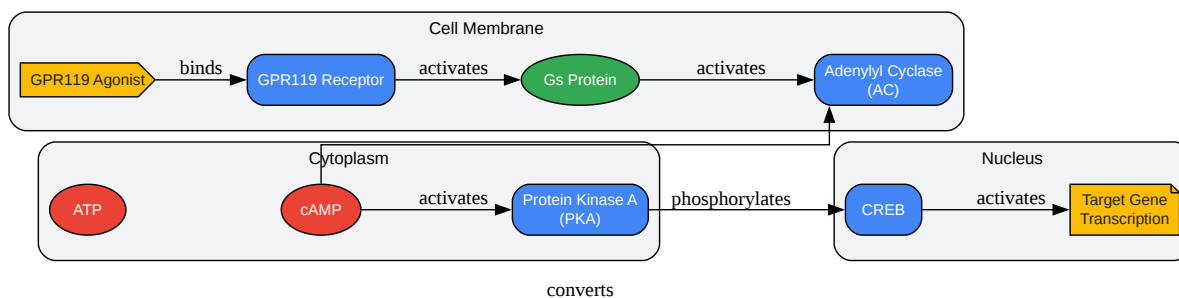 Cell Membrane
GPR119 Agonist
binds
GPR119 Receptor
activates
Gs Protein
activates
Adenylyl Cyclase
(AC)
Cytoplasm
ATP
cAMP
activates
Protein Kinase A
(PKA)
phosphorylates
Nucleus
CREB
activates
Target Gene
Transcription
converts